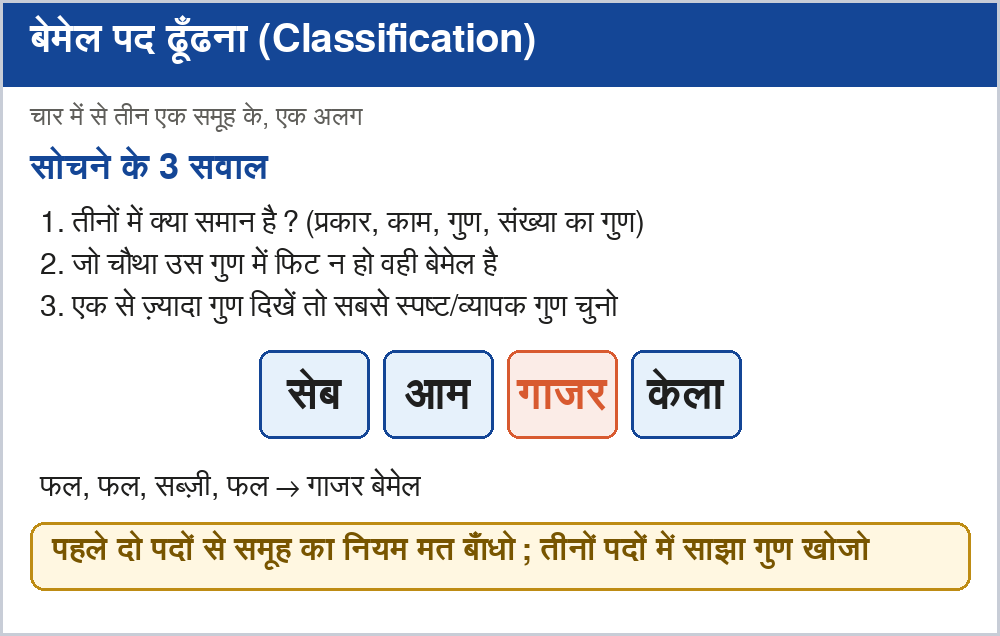 बेमेल पद ढूँढना (Classification)
चार में से तीन एक समूह के, एक अलग
सोचने के 3 सवाल
1. तीनों में क्या समान है ? (प्रकार, काम, गुण, संख्या का गुण)
2. जो चौथा उस गुण में फिट न हो वही बेमेल है
3. एक से ज़्यादा गुण दिखें तो सबसे स्पष्ट/व्यापक गुण चुनो
सेब आम गाजर केला
फल, फल, सब्ज़ी, फल → गाजर बेमेल
पहले दो पदों से समूह का नियम मत बाँधो ; तीनों पदों में साझा गुण खोजो